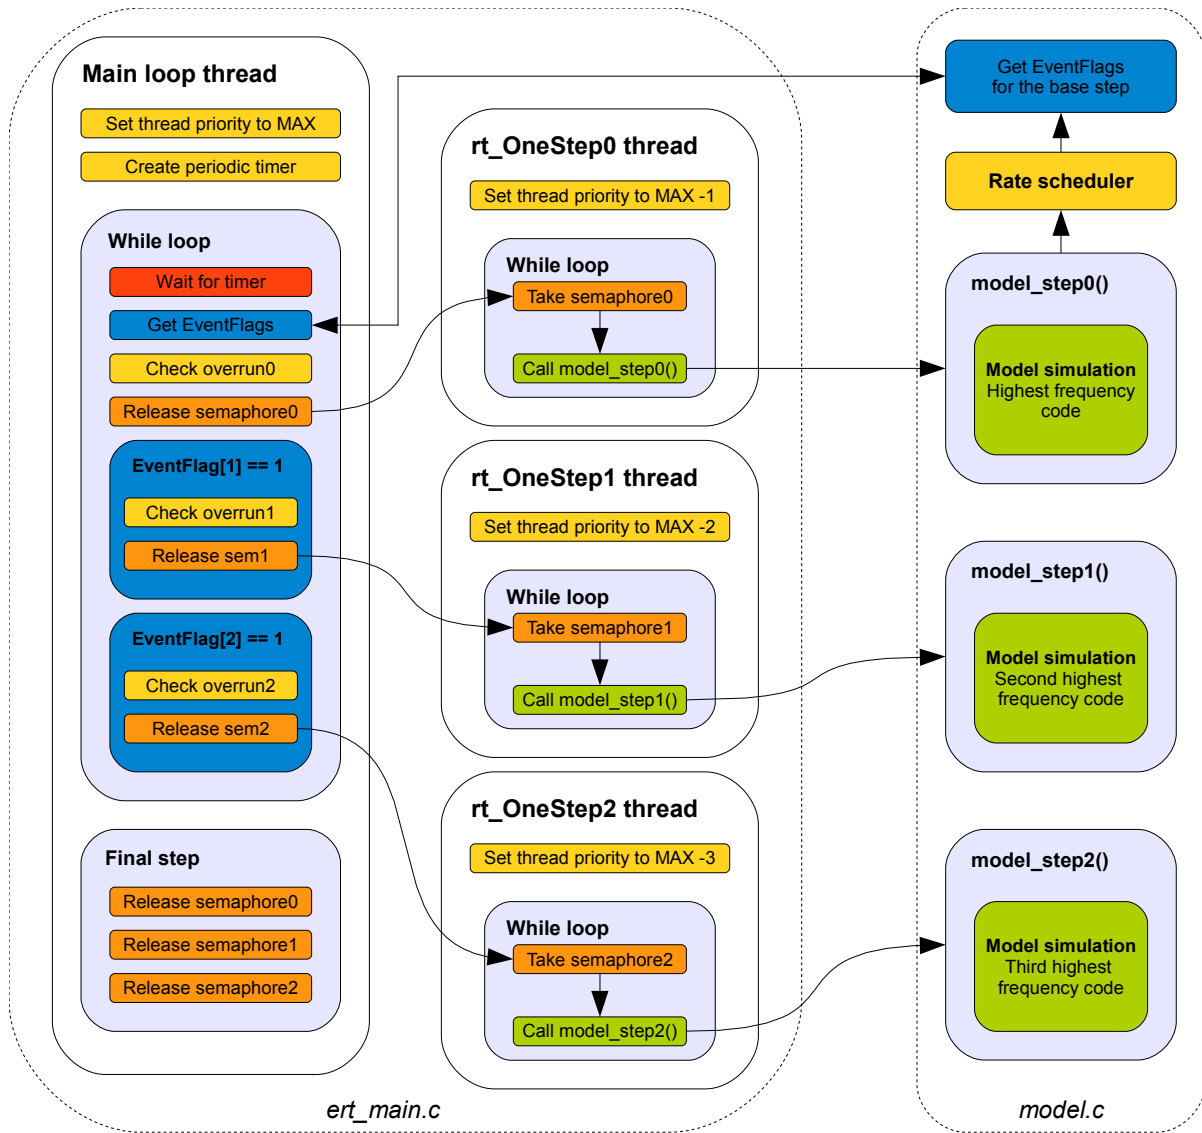 Main loop thread
Set thread priority to MAX
Create periodic timer
While loop
Wait for timer
Get EventFlags
Check overrun0
Release semaphore0
EventFlag[1] == 1
Check overrun1
Release sem1
EventFlag[2] == 1
Check overrun2
Release sem2
Final step
Release semaphore0
Release semaphore1
Release semaphore2
rt_OneStep0 thread
Set thread priority to MAX -1
While loop
Take semaphore0
Call model_step0()
rt_OneStep1 thread
Set thread priority to MAX -2
While loop
Take semaphore1
Call model_step1()
rt_OneStep2 thread
Set thread priority to MAX -3
While loop
Take semaphore2
Call model_step2()
ert_main.c
Get EventFlags
for the base step
Rate scheduler
model_step0()
Model simulation
Highest frequency
code
model_step1()
Model simulation
Second highest
frequency code
model_step2()
Model simulation
Third highest
frequency code
model.c